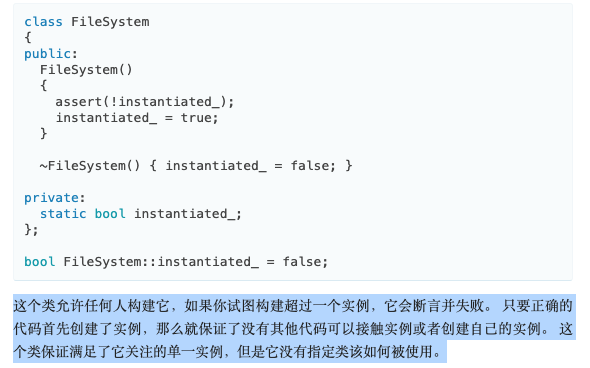 class FileSystem
{
public:
  FileSystem()
  {
    assert(!instantiated_);
    instantiated_ = true;
  }

  ~FileSystem() { instantiated_ = false; }

private:
  static bool instantiated_;
};

bool FileSystem::instantiated_ = false;

这个类允许任何人构建它，如果你试图构建超过一个实例，它会断言并失败。 只要正确的
代码首先创建了实例，那么就保证了没有其他代码可以接触实例或者创建自己的实例。 这
个类保证满足了它关注的单一实例，但是它没有指定类该如何被使用。